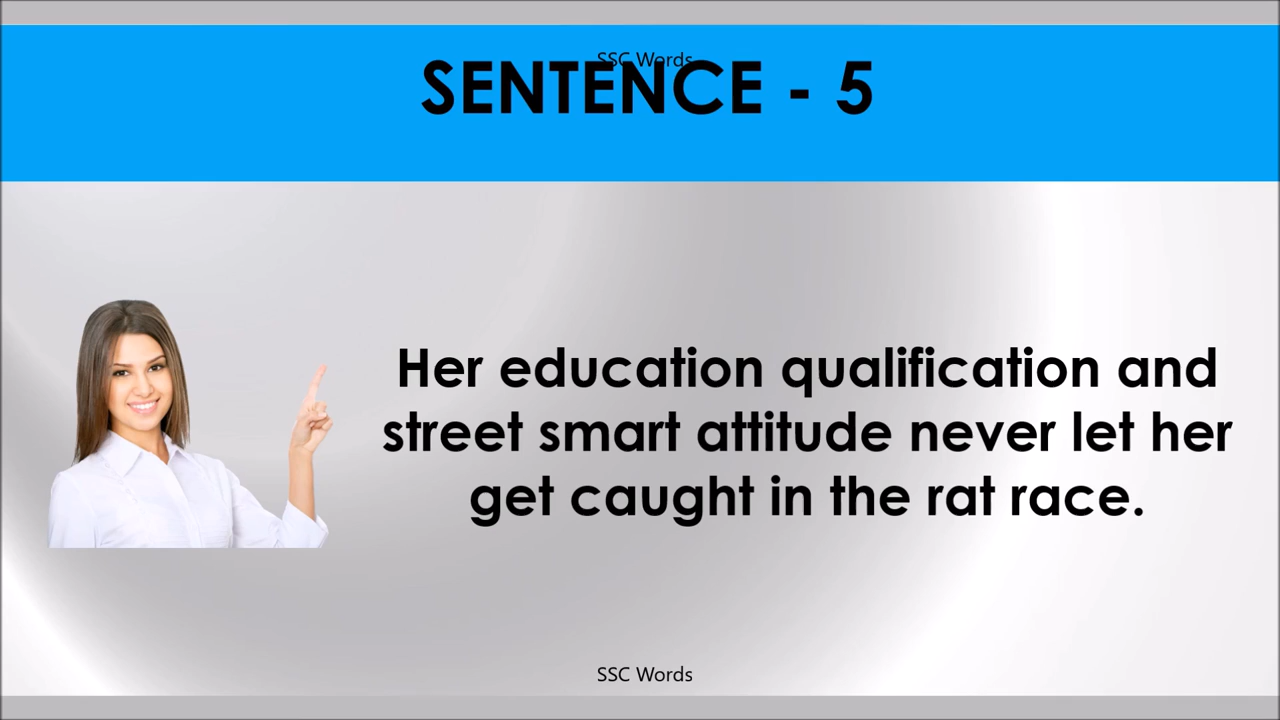 SSC Words
SENTENCE - 5
Her education qualification and
street smart attitude never let her
get caught in the rat race.
SSC Words